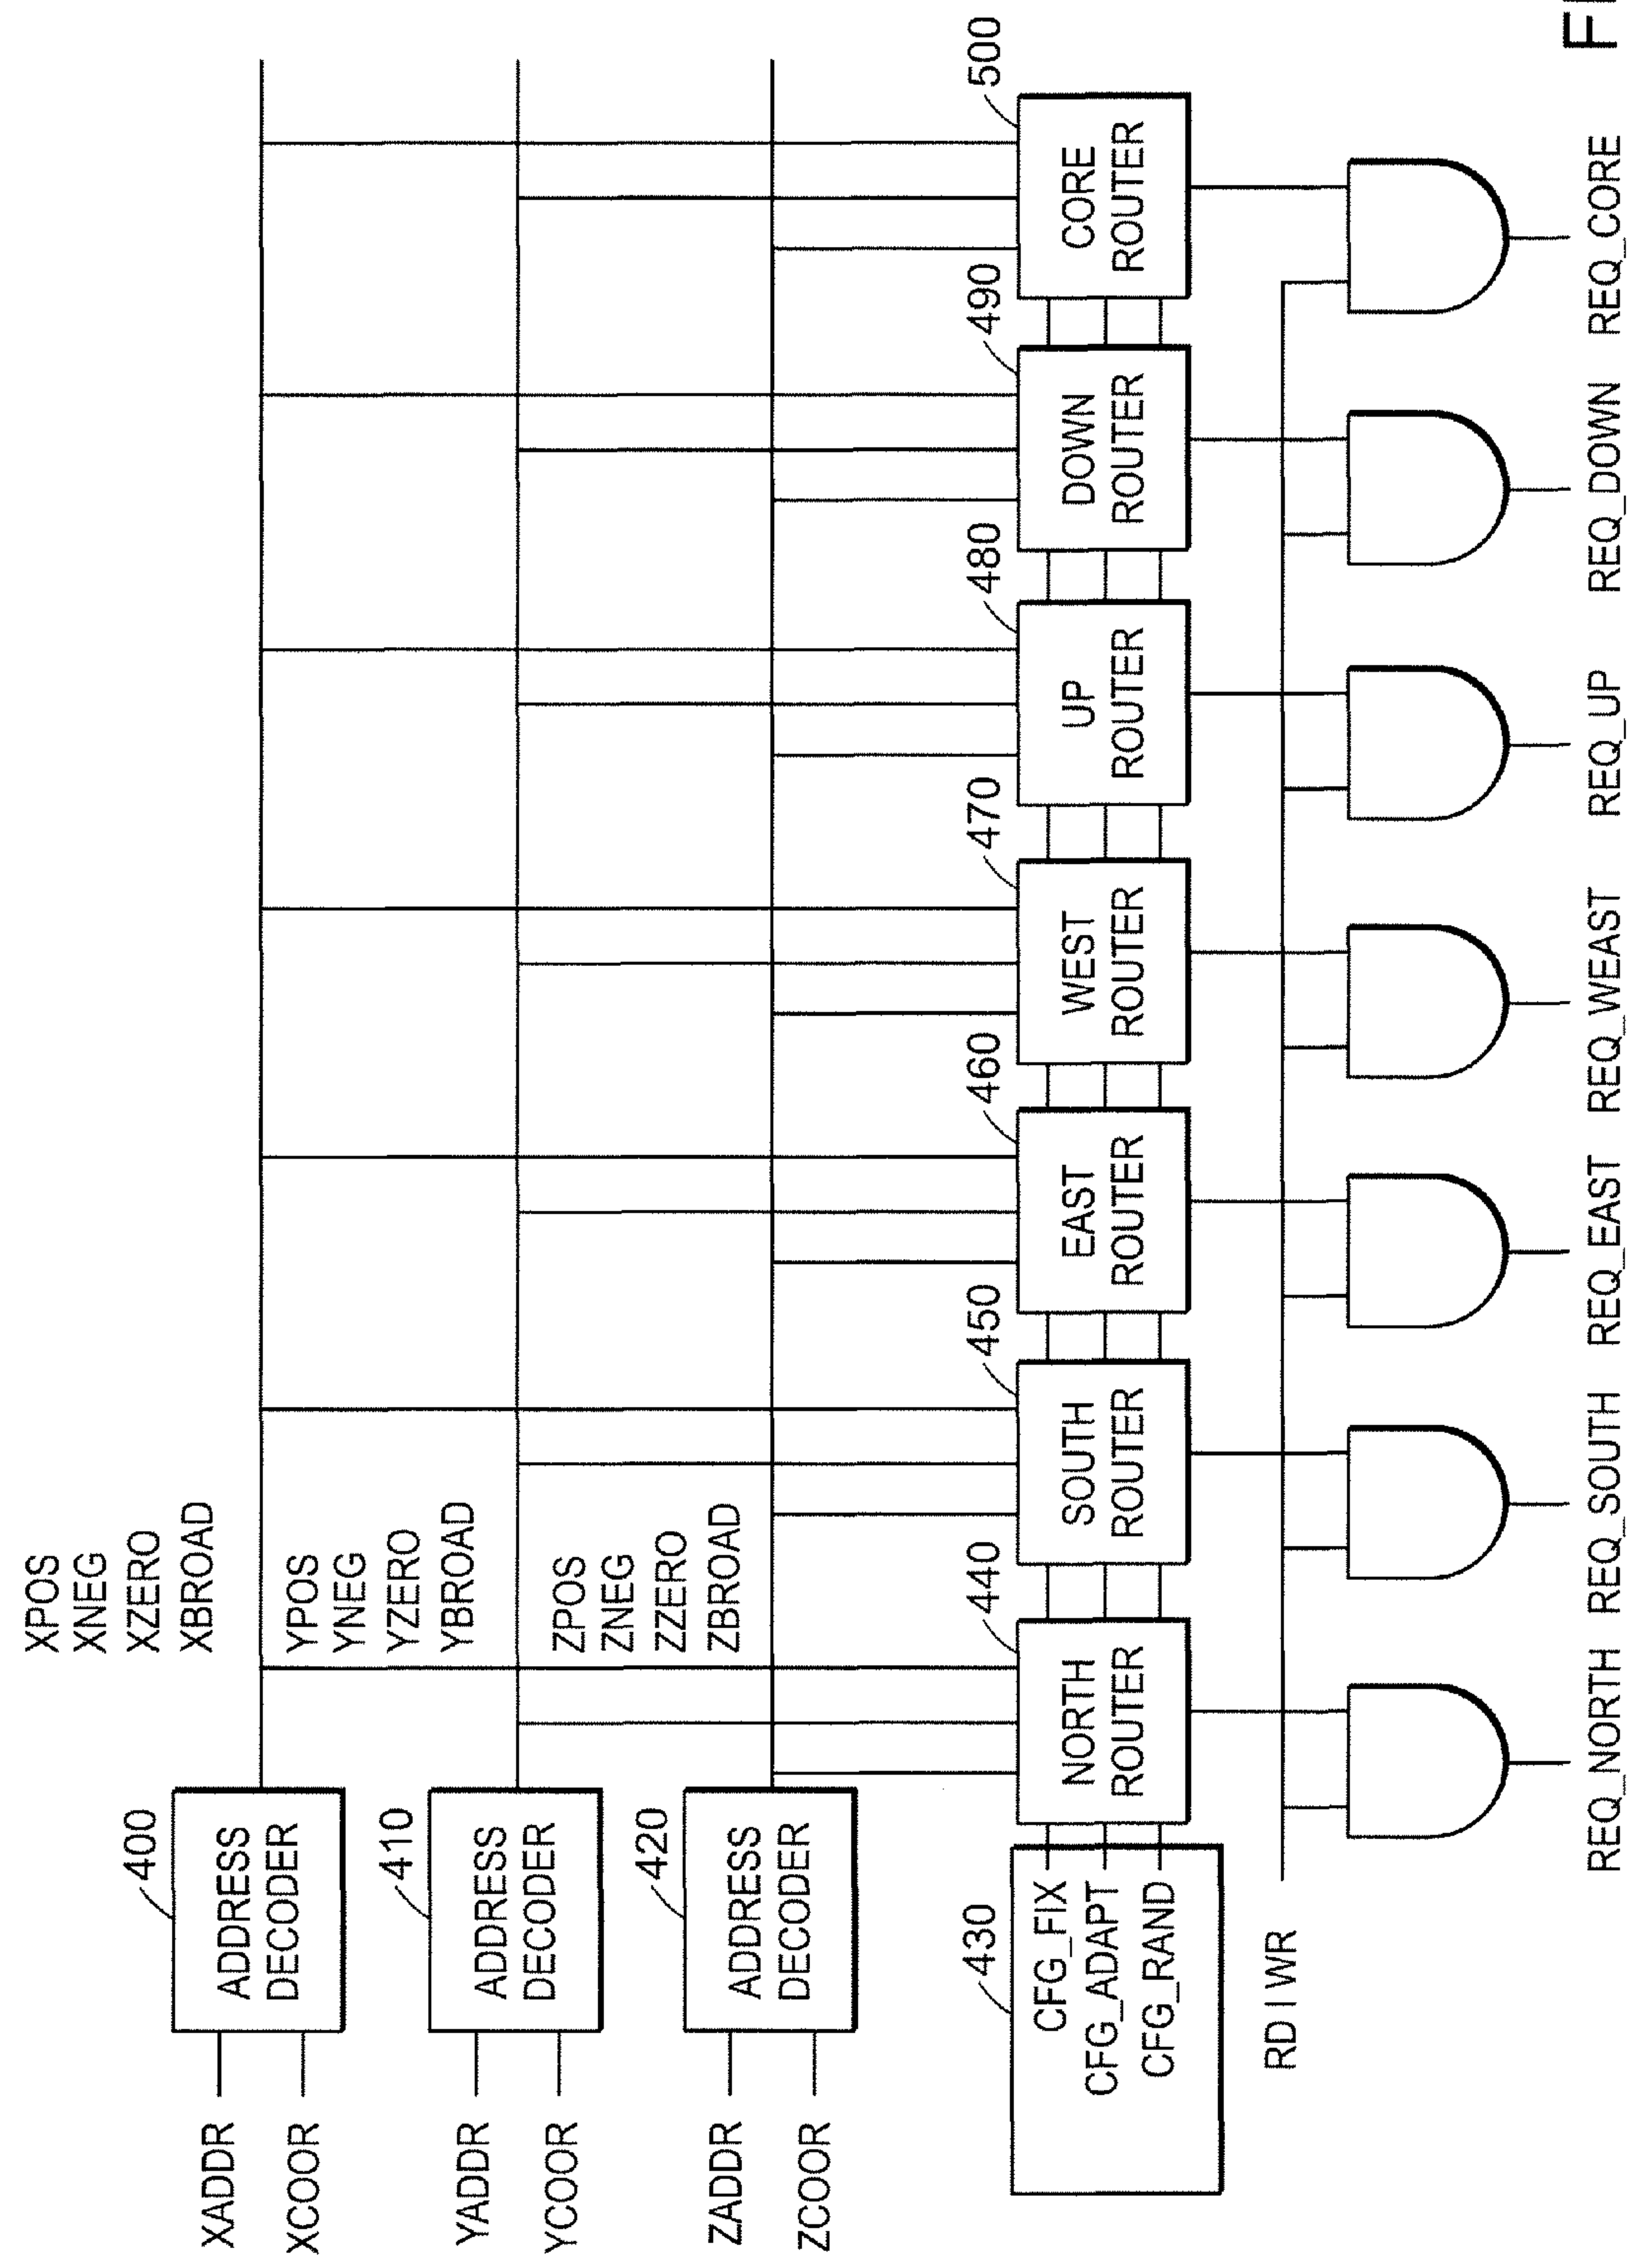 XPOS
XNEG
XZERO
XBROAD
400
XADDR
XCOOR
ADDRESS
DECODER
YPOS
YNEG
YZERO
YBROAD
410
YADDR
YCOOR
ADDRESS
DECODER
ZPOS
ZNEG
ZZERO
ZBROAD
420
ZADDR
ZCOOR
ADDRESS
DECODER
430
CFG_FIX
CFG_ADAPT
CFG_RAND
440
NORTH
ROUTER
450
SOUTH
ROUTER
460
EAST
ROUTER
470
WEST
ROUTER
480
UP
ROUTER
490
DOWN
ROUTER
500
CORE
ROUTER
RD I WR
REQ_NORTH
REQ_SOUTH
REQ_EAST
REQ_WEAST
REQ_UP
REQ_DOWN
REQ_CORE